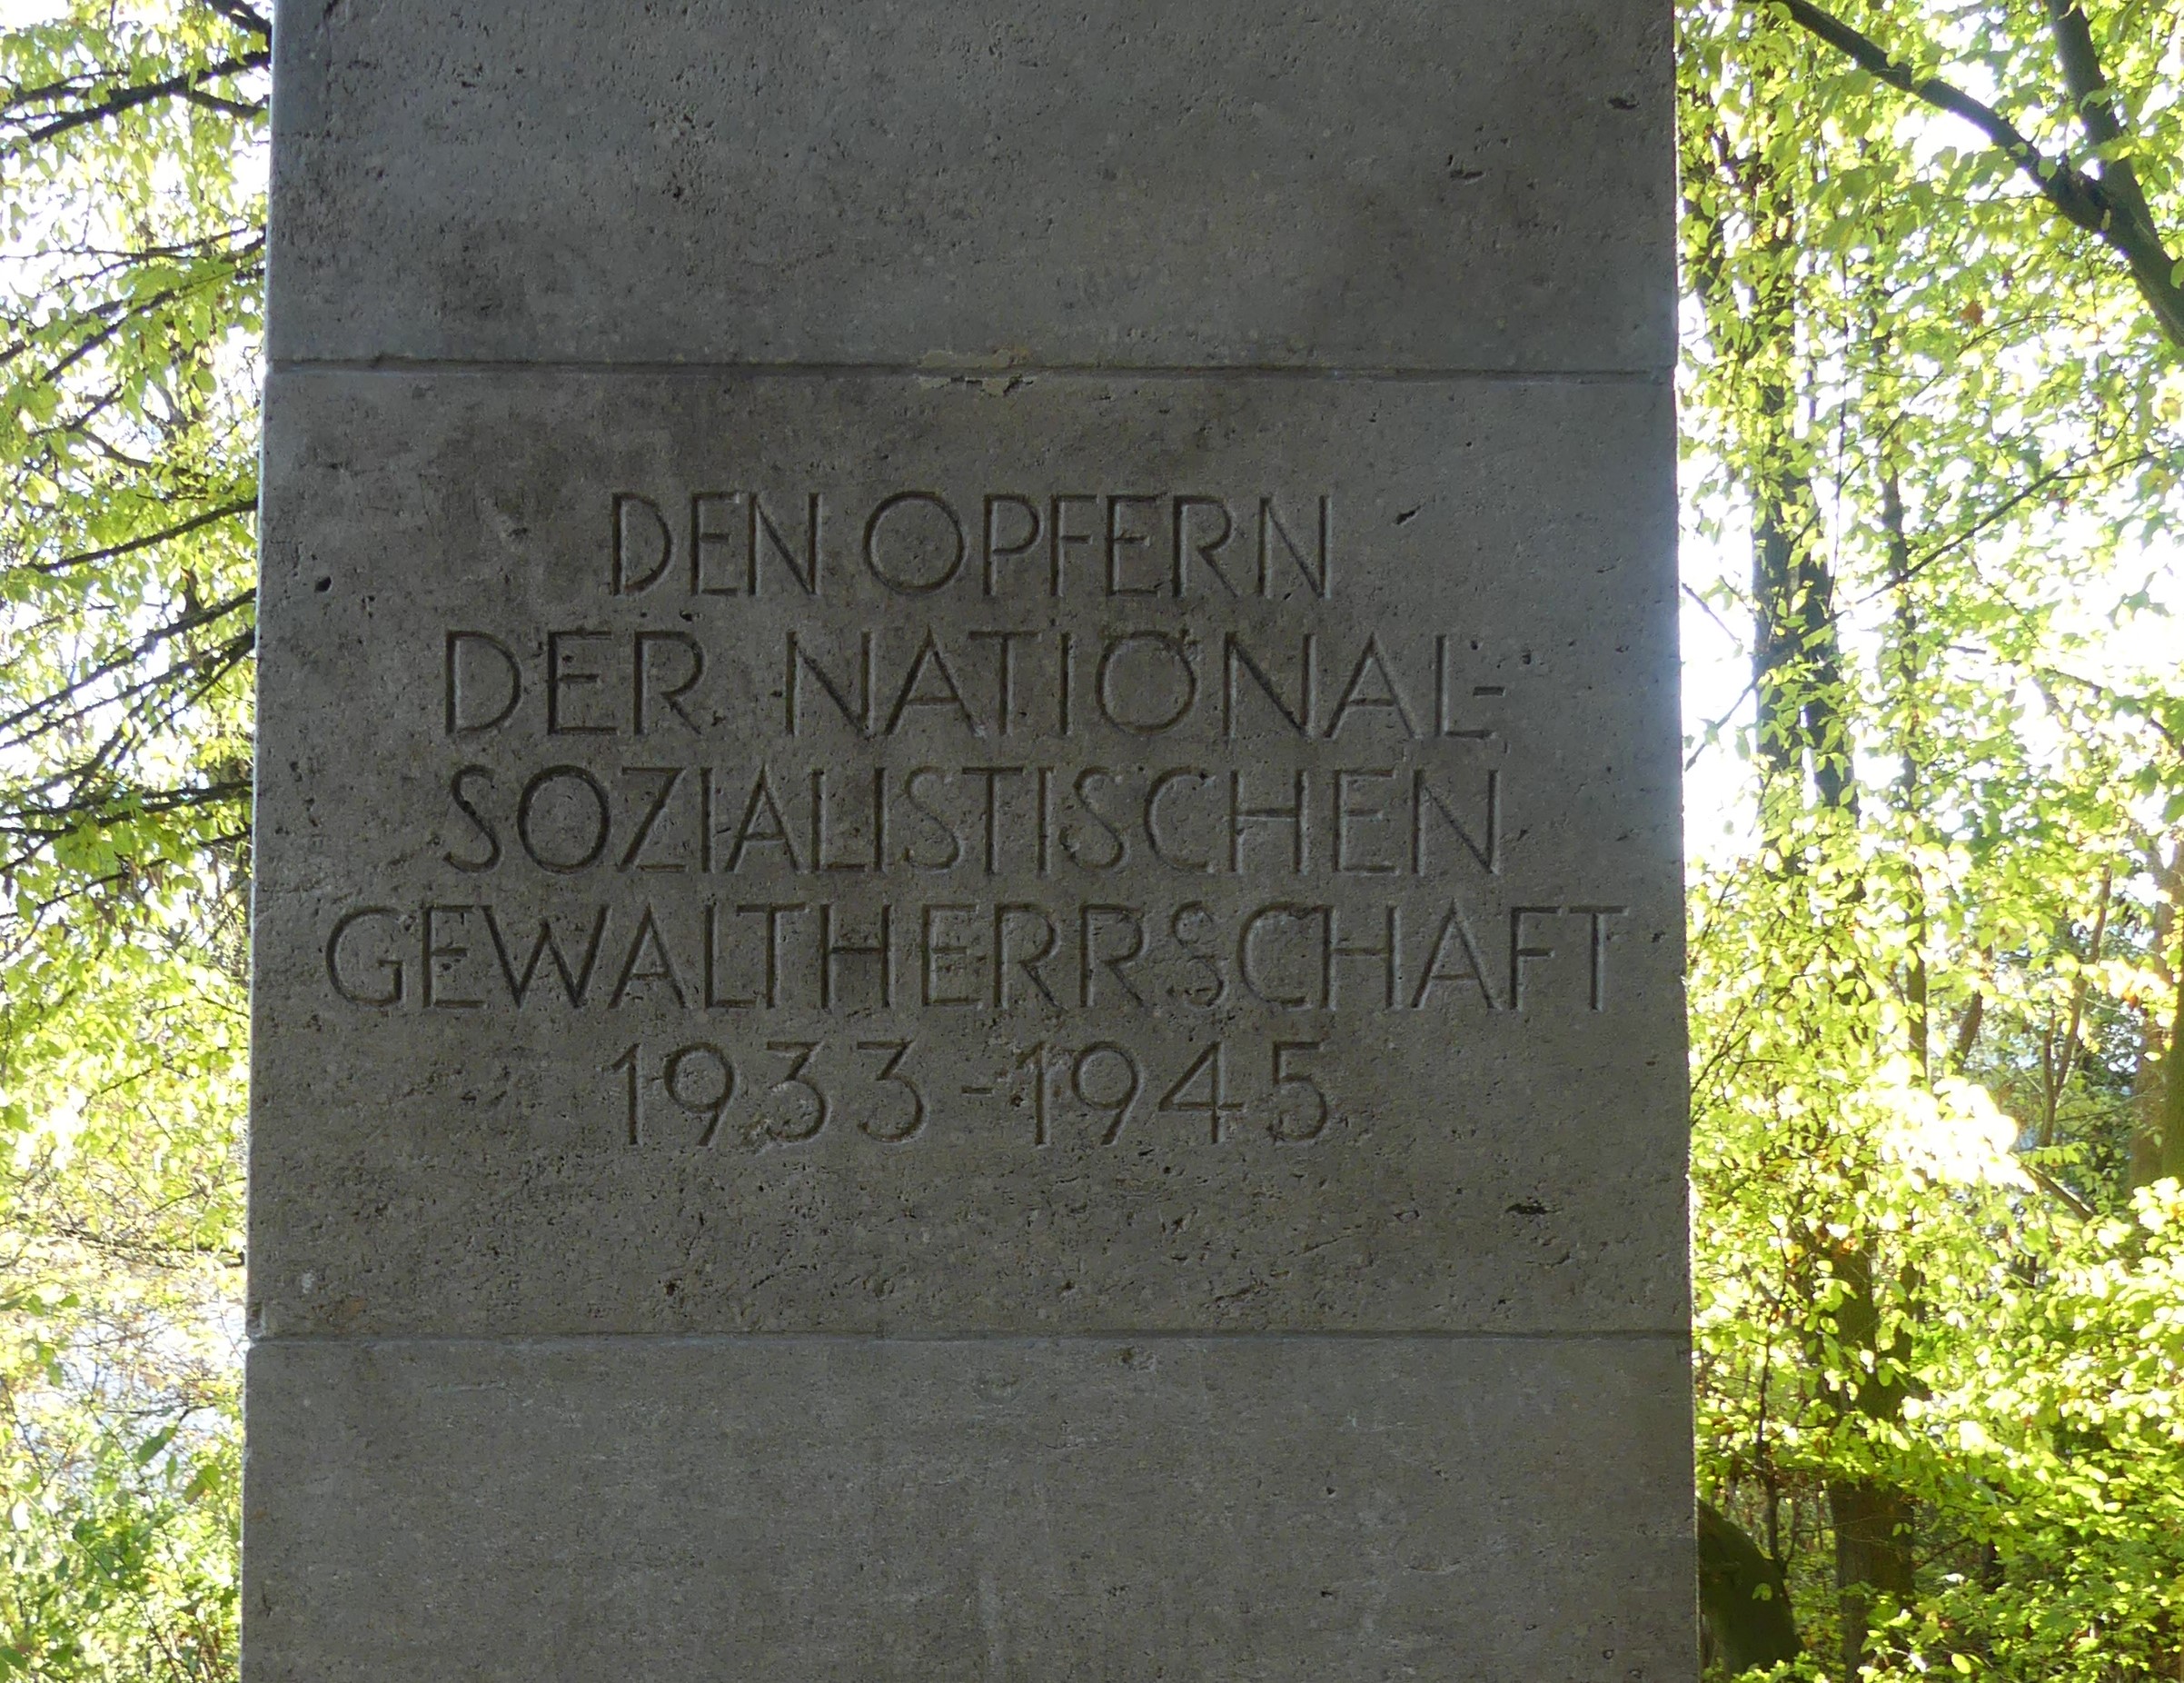 DEN OPFERN
DER NATIONAL-
SOZIALISTISCHEN
GEWALTHERRSCHAFT
1933-1945